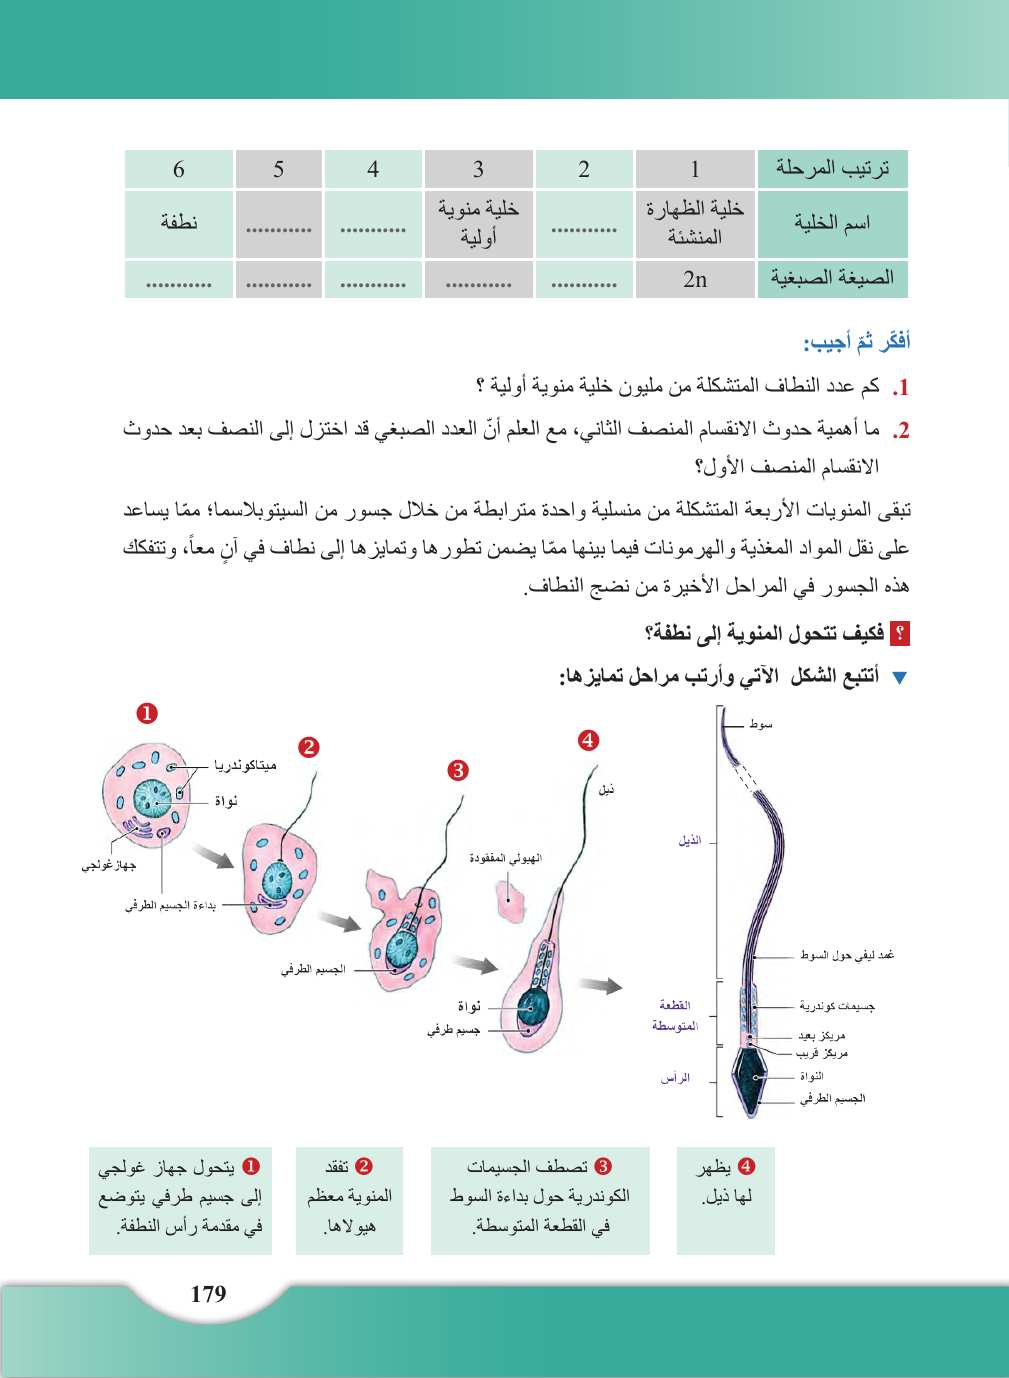 ترتيب المرحلة 1 2 3 4 5 6
اسم الخلية خلية الظهارة المنشئة ........... خلية منوية أولية ........... ........... نطفة
الصيغة الصبغية 2n ........... ........... ........... ........... ...........
أفكّر ثمّ أجيب:
1. كم عدد النطاف المتشكلة من مليون خلية منوية أولية ؟
2. ما أهمية حدوث الانقسام المنصف الثاني، مع العلم أنّ العدد الصبغي قد اختزل إلى النصف بعد حدوث
الانقسام المنصف الأول؟
تبقى المنويات الأربعة المتشكلة من منسلية واحدة مترابطة من خلال جسور من السيتوبلاسما؛ ممّا يساعد
على نقل المواد المغذية والهرمونات فيما بينها ممّا يضمن تطورها وتمايزها إلى نطاف في آنٍ معاً، وتتفكك
هذه الجسور في المراحل الأخيرة من نضج النطاف.
؟ فكيف تتحول المنوية إلى نطفة؟
أتتبع الشكل الآتي وأرتب مراحل تمايزها:
1
ميتاكوندريا
نواة
جهازغولجي
2
بداءة الجسيم الطرفي
3
الجسيم الطرفي
4
ذيل
الهيولي المفقودة
نواة
جسيم طرفي
سوط
الذيل
غمد ليفي حول السوط
القطعة
المتوسطة
جسيمات كوندرية
مريكز بعيد
مريكز قريب
الرأس
النواة
الجسيم الطرفي
4 يظهر
لها ذيل.
3 تصطف الجسيمات
الكوندرية حول بداءة السوط
في القطعة المتوسطة.
2 تفقد
المنوية معظم
هيولاها.
1 يتحول جهاز غولجي
إلى جسيم طرفي يتوضع
في مقدمة رأس النطفة.
179